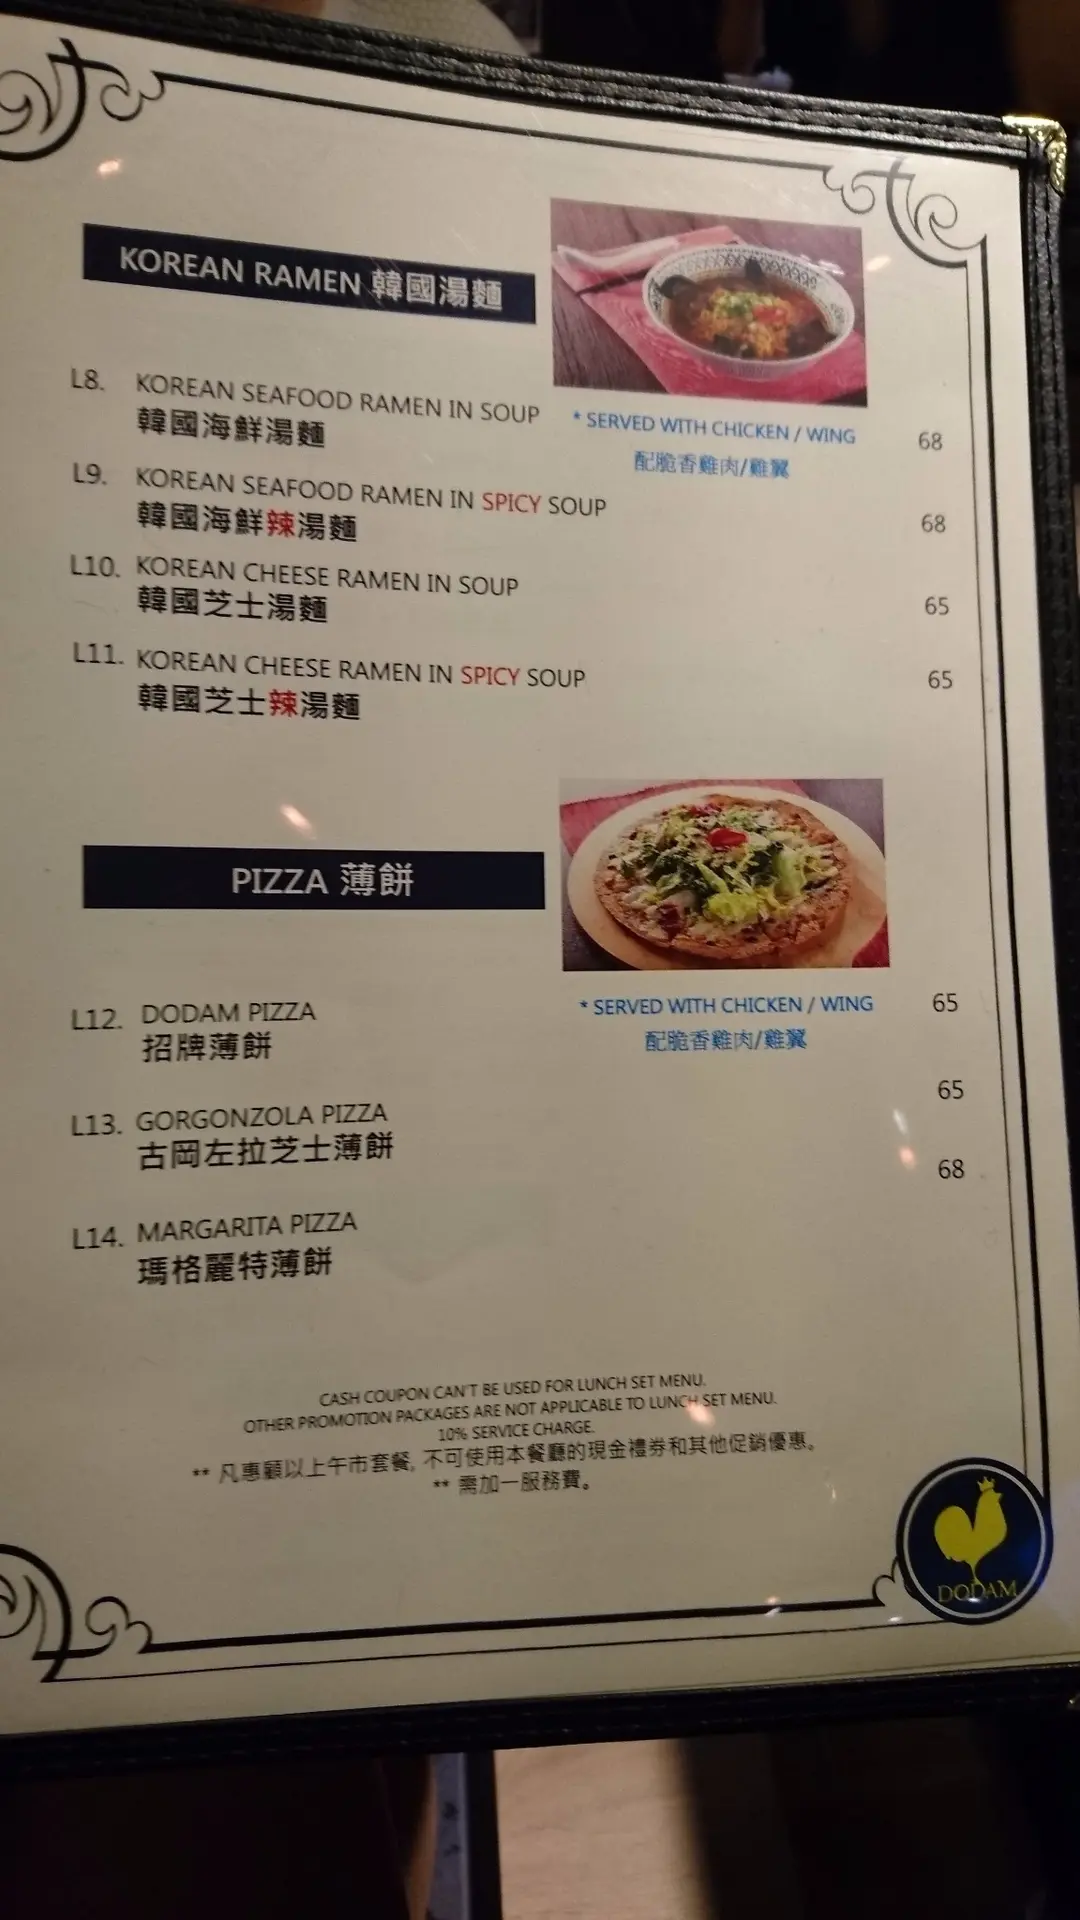 KOREAN RAMEN 韓國湯麵
L8. KOREAN SEAFOOD RAMEN IN SOUP
韓國海鮮湯麵
* SERVED WITH CHICKEN / WING 68
配脆香雞肉/雞翼
L9. KOREAN SEAFOOD RAMEN IN SPICY SOUP 68
韓國海鮮辣湯麵
L10. KOREAN CHEESE RAMEN IN SOUP 65
韓國芝士湯麵
L11. KOREAN CHEESE RAMEN IN SPICY SOUP 65
韓國芝士辣湯麵
PIZZA 薄餅
L12. DODAM PIZZA
招牌薄餅
* SERVED WITH CHICKEN / WING 65
配脆香雞肉/雞翼
L13. GORGONZOLA PIZZA 65
古岡左拉芝士薄餅
L14. MARGARITA PIZZA 68
瑪格麗特薄餅
CASH COUPON CAN'T BE USED FOR LUNCH SET MENU.
OTHER PROMOTION PACKAGES ARE NOT APPLICABLE TO LUNCH SET MENU.
10% SERVICE CHARGE.
** 凡惠顧以上午市套餐, 不可使用本餐廳的現金禮券和其他促銷優惠。
** 需加一服務費。
DODAM